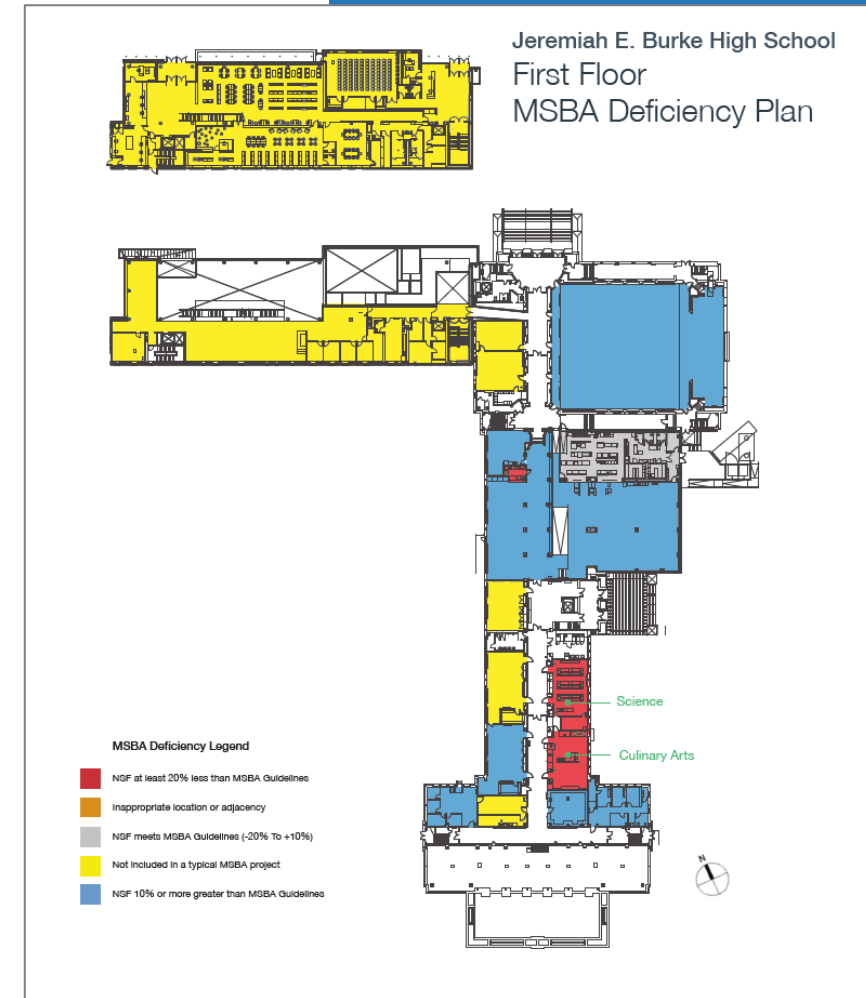 Jeremiah E. Burke High School
First Floor
MSBA Deficiency Plan
Science
Culinary Arts
MSBA Deficiency Legend
NSF at least 20% less than MSBA Guidelines
Inappropriate location or adjacency
NSF meets MSBA Guidelines (-20% To +10%)
Not included in a typical MSBA project
NSF 10% or more greater than MSBA Guidelines
N